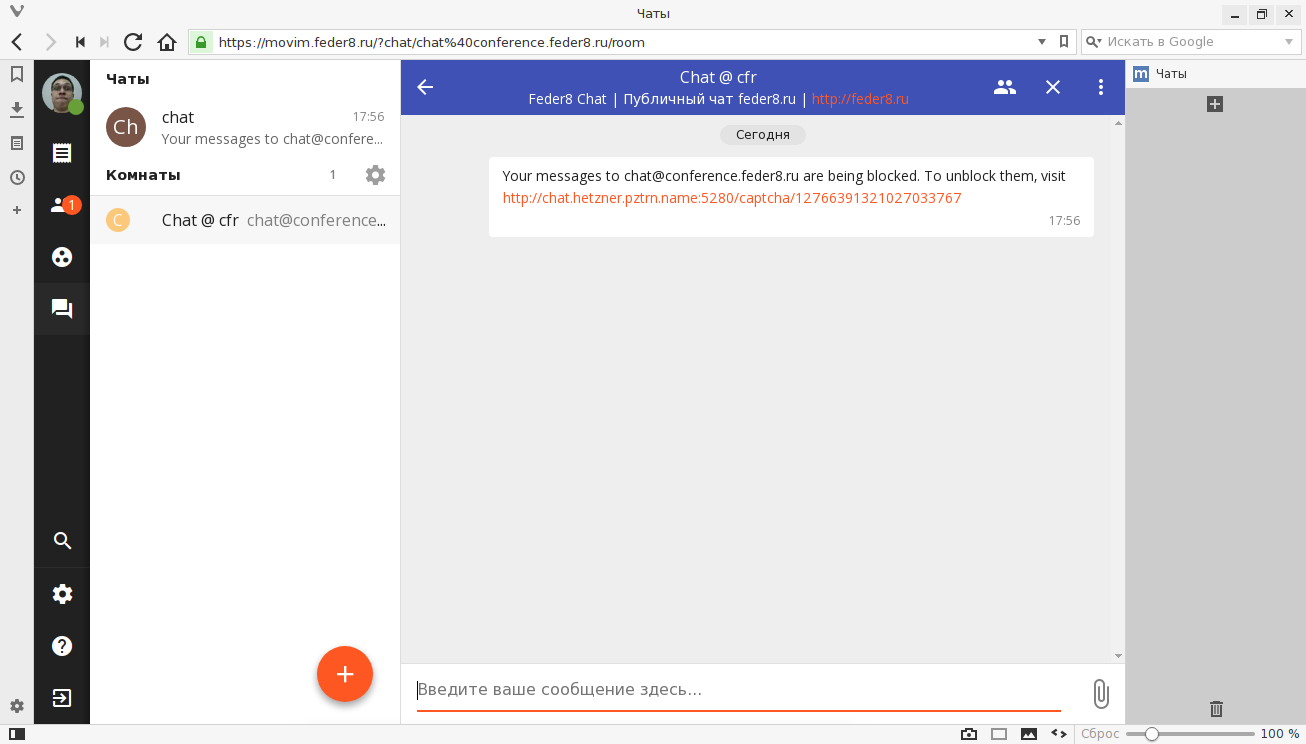 Чаты
https://movim.feder8.ru/?chat/chat%40conference.feder8.ru/room
Искать в Google
Чаты
Ch
chat
17:56
Your messages to chat@confere...
Комнаты
1
1
C
Chat @ cfr chat@conference...
Chat @ cfr
Feder8 Chat | Публичный чат feder8.ru | http://feder8.ru
Сегодня
Your messages to chat@conference.feder8.ru are being blocked. To unblock them, visit
http://chat.hetzner.pztrn.name:5280/captcha/12766391321027033767
17:56
Введите ваше сообщение здесь...
m Чаты
Сброс
100 %